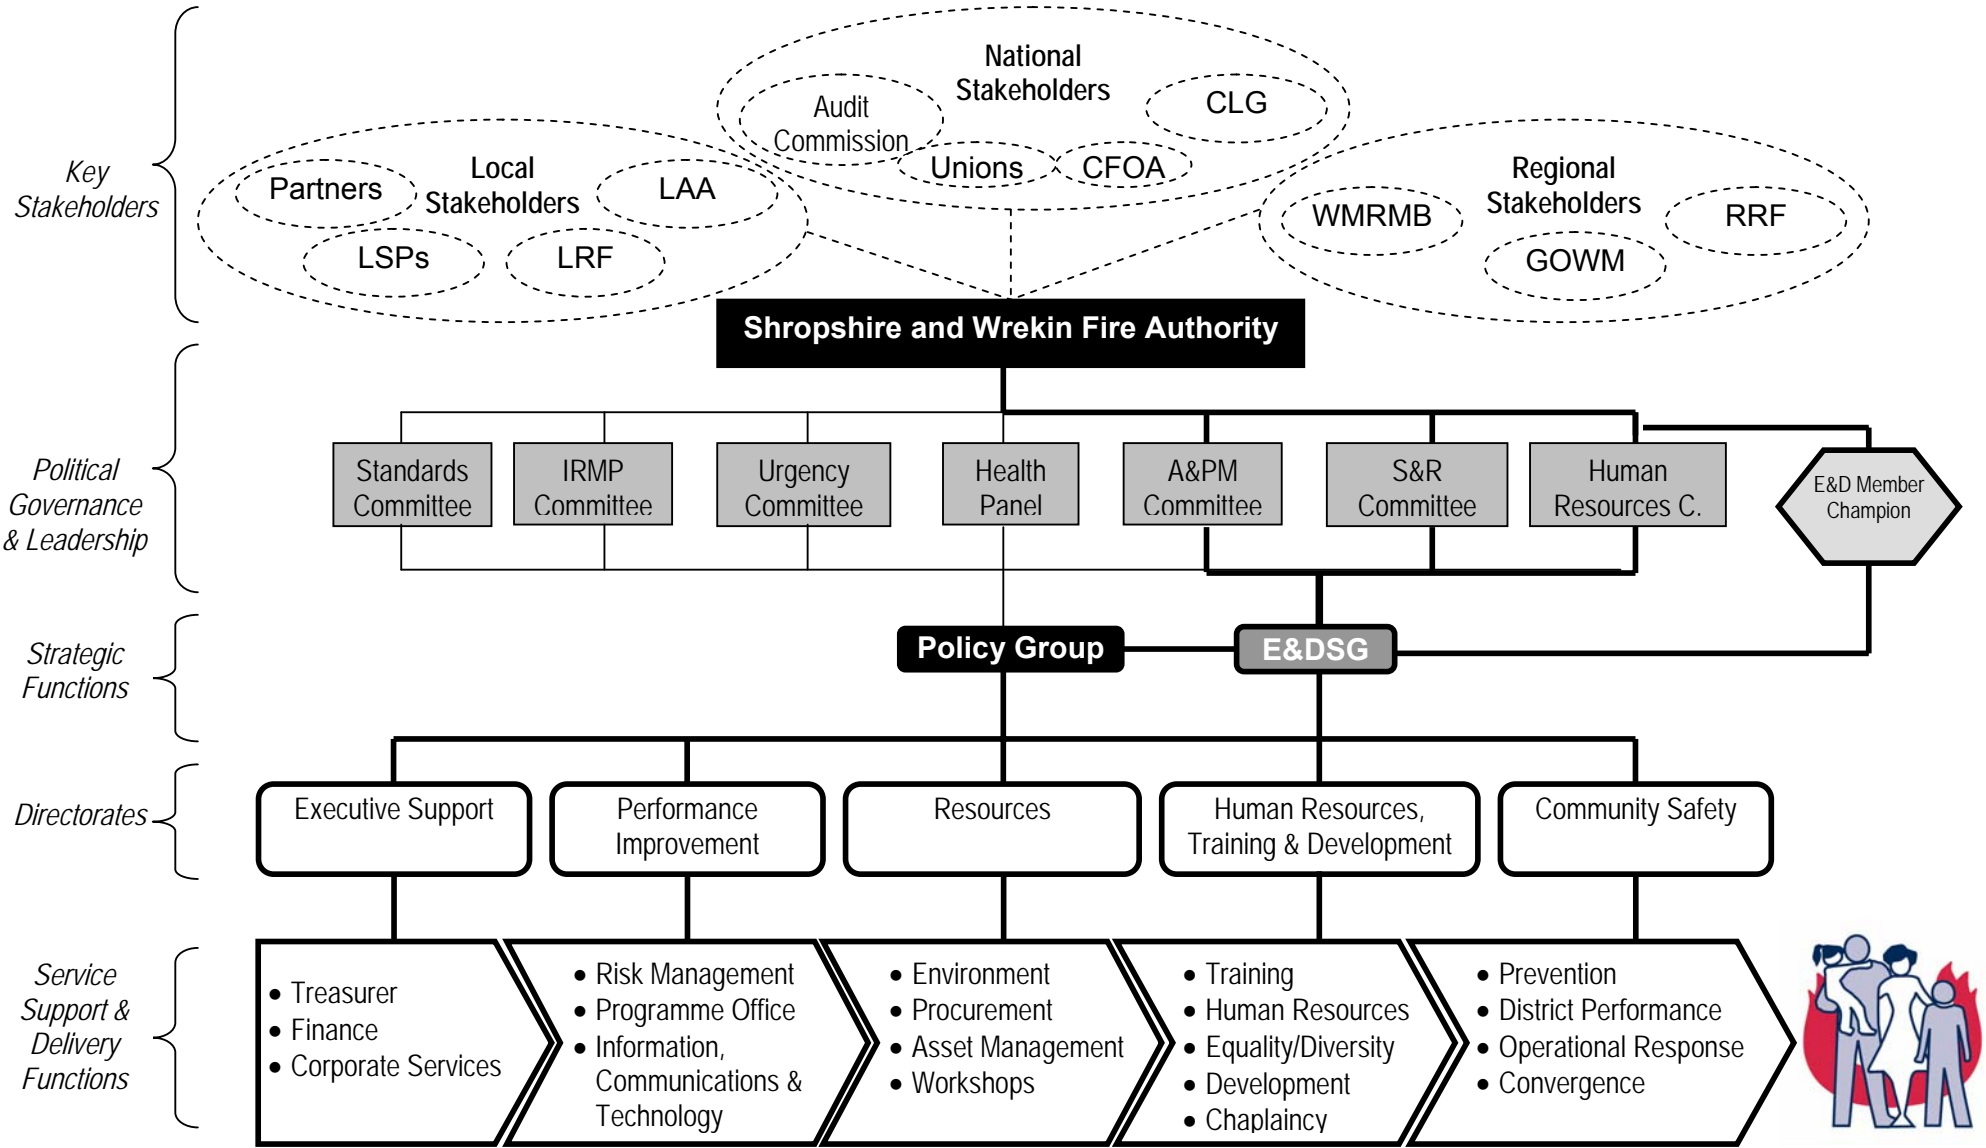 National
Stakeholders
Audit
Commission
CLG
Unions
CFOA
Key
Stakeholders
Local
Stakeholders
Partners
LAA
LSPs
LRF
Regional
Stakeholders
WMRMB
RRF
GOWM
Shropshire and Wrekin Fire Authority
Political
Governance
& Leadership
Standards
Committee
IRMP
Committee
Urgency
Committee
Health
Panel
A&PM
Committee
S&R
Committee
Human
Resources C.
E&D Member
Champion
Strategic
Functions
Policy Group
E&DSG
Directorates
Executive Support
Performance
Improvement
Resources
Human Resources,
Training & Development
Community Safety
Service
Support &
Delivery
Functions
• Treasurer
• Finance
• Corporate Services
• Risk Management
• Programme Office
• Information,
Communications &
Technology
• Environment
• Procurement
• Asset Management
• Workshops
• Training
• Human Resources
• Equality/Diversity
• Development
• Chaplaincy
• Prevention
• District Performance
• Operational Response
• Convergence